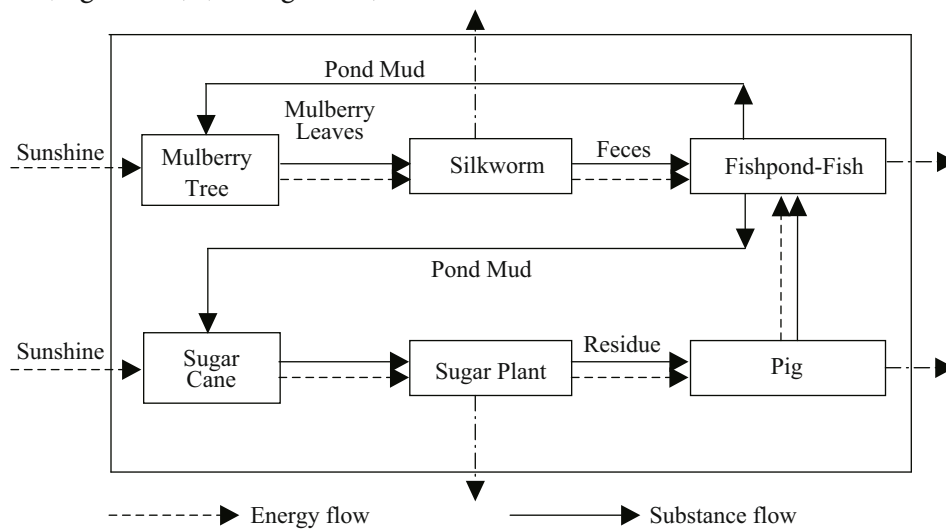 Pond Mud
Mulberry
Leaves
Sunshine
Mulberry
Tree
Silkworm
Feces
Fishpond-Fish
Pond Mud
Sunshine
Sugar
Cane
Sugar Plant
Residue
Pig
Energy flow
Substance flow